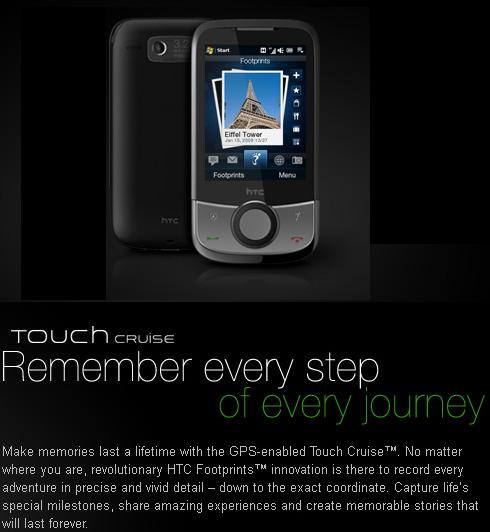 3.2
Start
Footprints
Eiffel Tower
Jan 15, 2009 13:27
Footprints Menu
hTC
hTC
TOUCH CRUISE
Remember every step
of every journey
Make memories last a lifetime with the GPS-enabled Touch Cruise™. No matter
where you are, revolutionary HTC Footprints™ innovation is there to record every
adventure in precise and vivid detail – down to the exact coordinate. Capture life's
special milestones, share amazing experiences and create memorable stories that
will last forever.